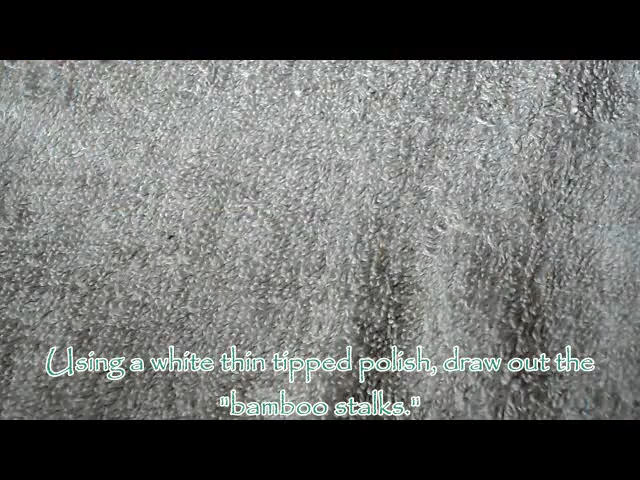 Using a white thin tipped polish, draw out the
"bamboo stalks."